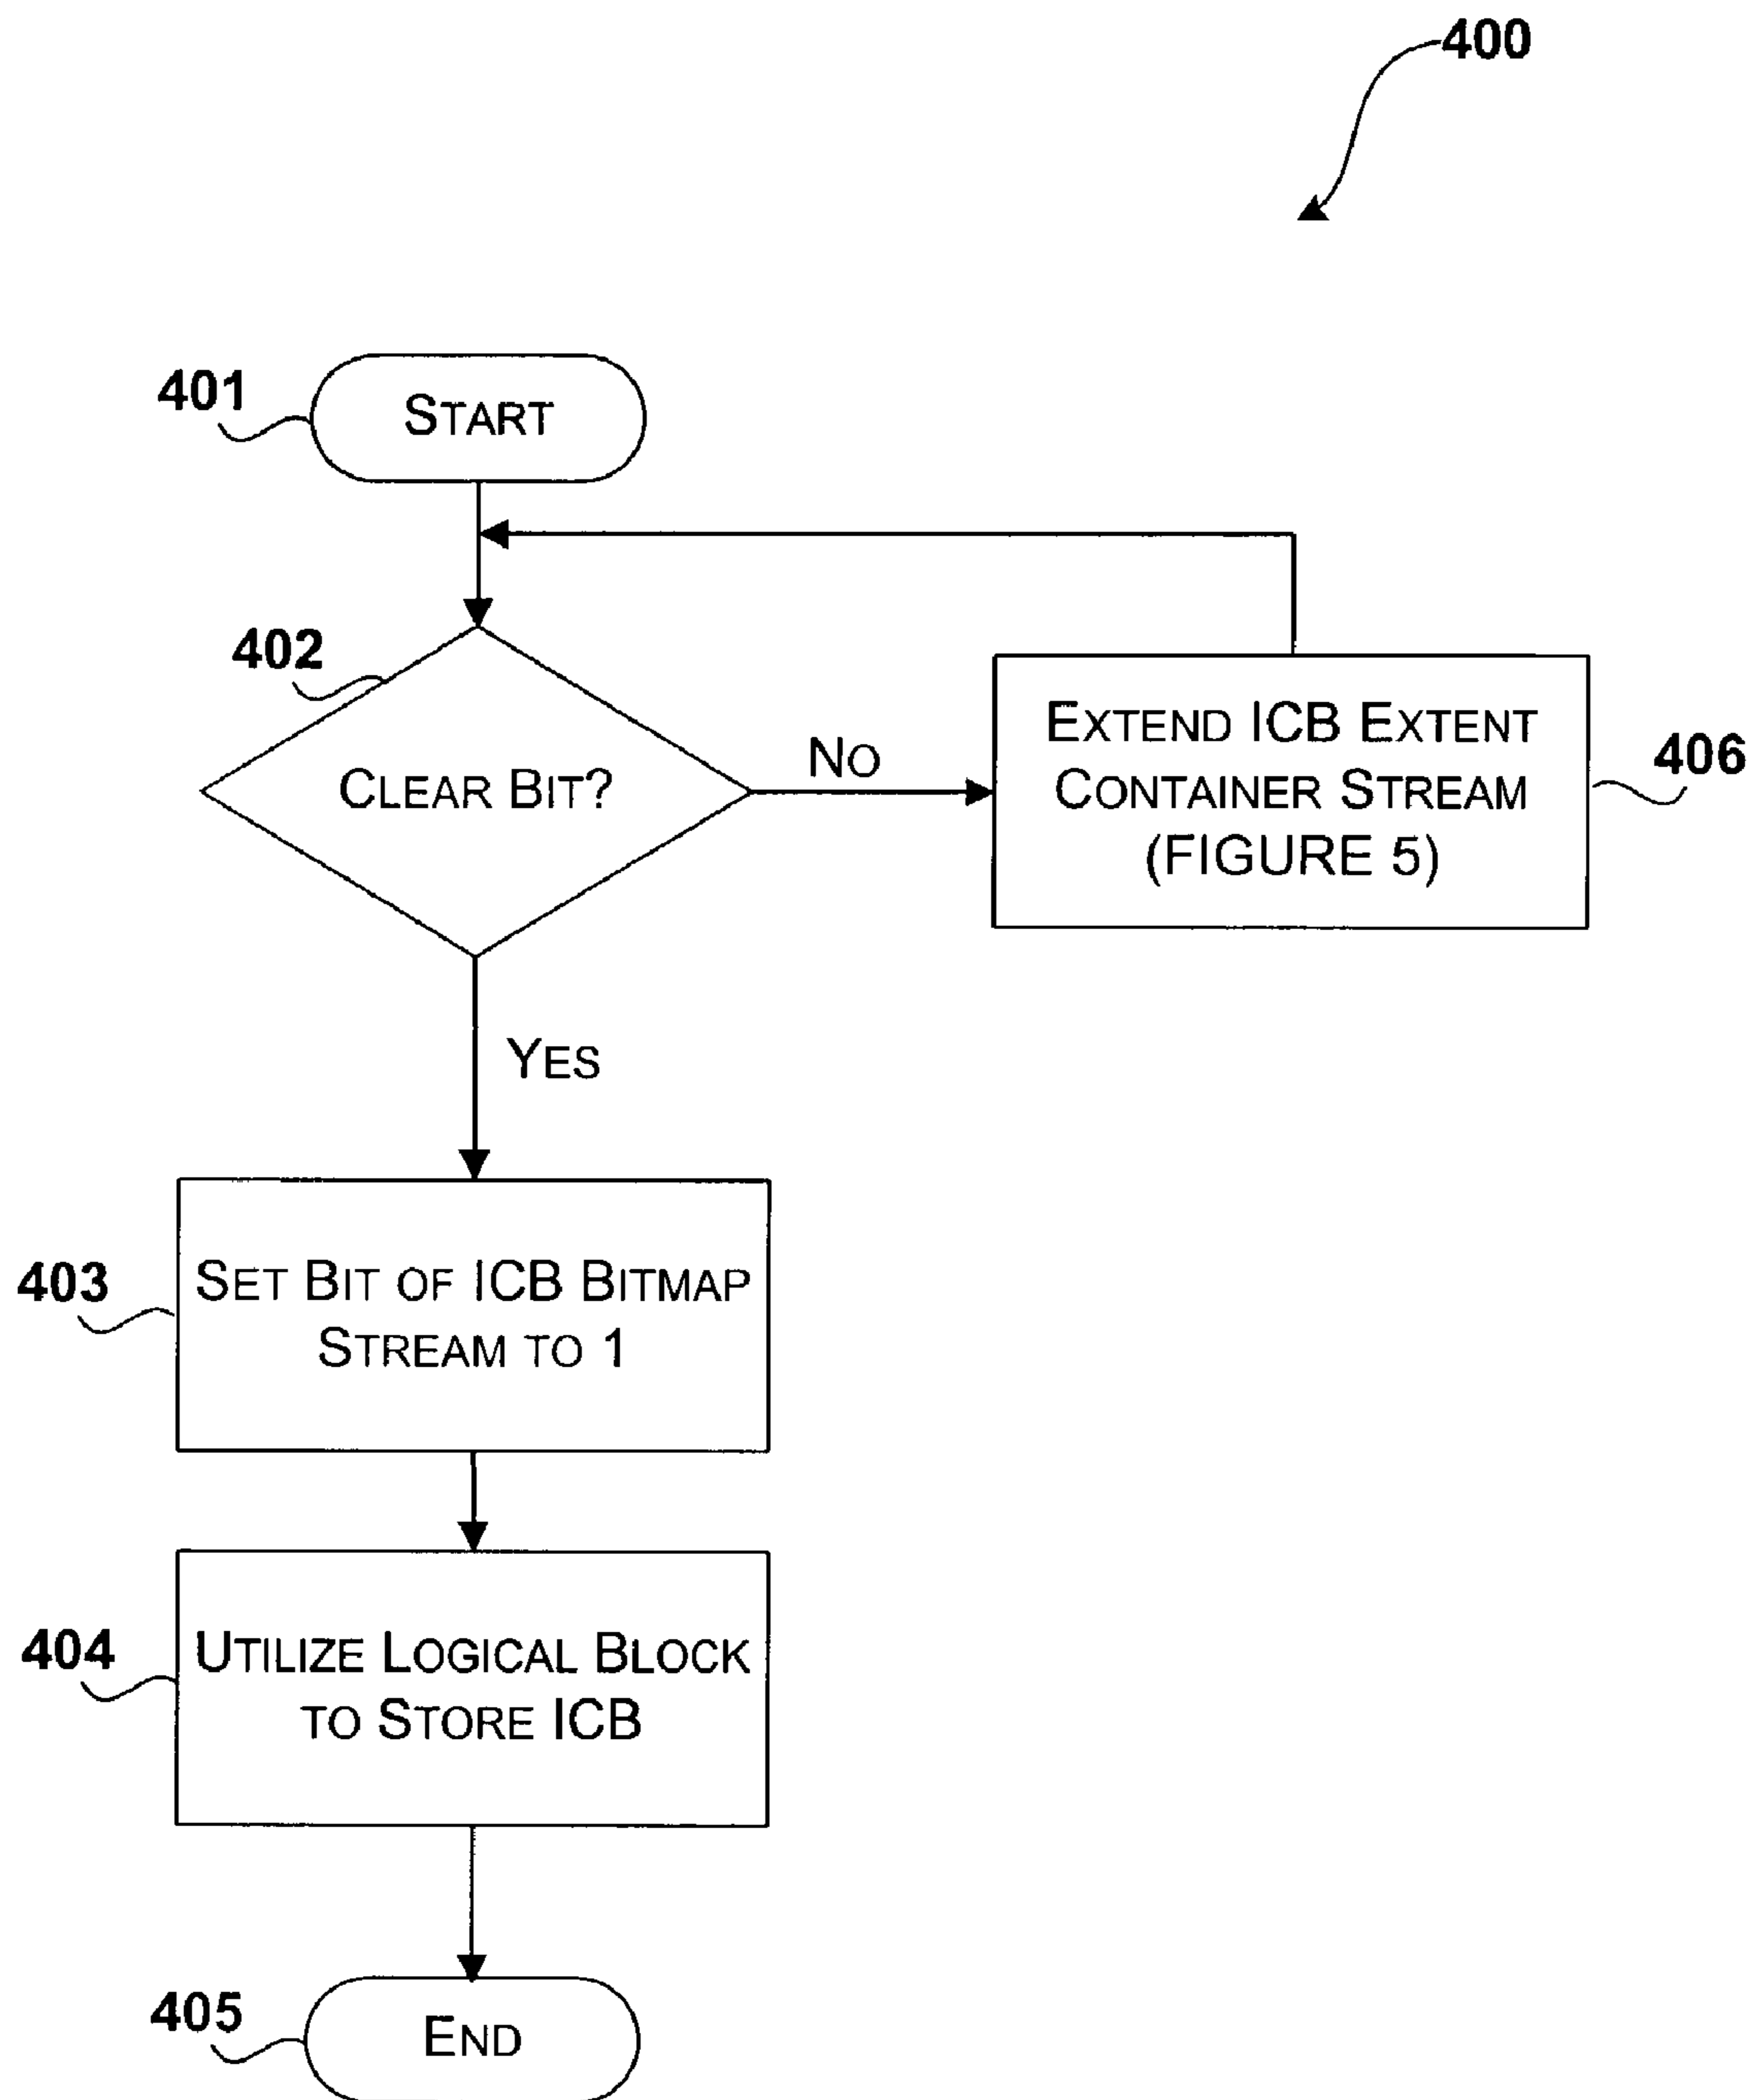 400
401
START
402
CLEAR BIT?
NO
EXTEND ICB EXTENT
CONTAINER STREAM
(FIGURE 5)
406
YES
403
SET BIT OF ICB BITMAP
STREAM TO 1
404
UTILIZE LOGICAL BLOCK
TO STORE ICB
405
END